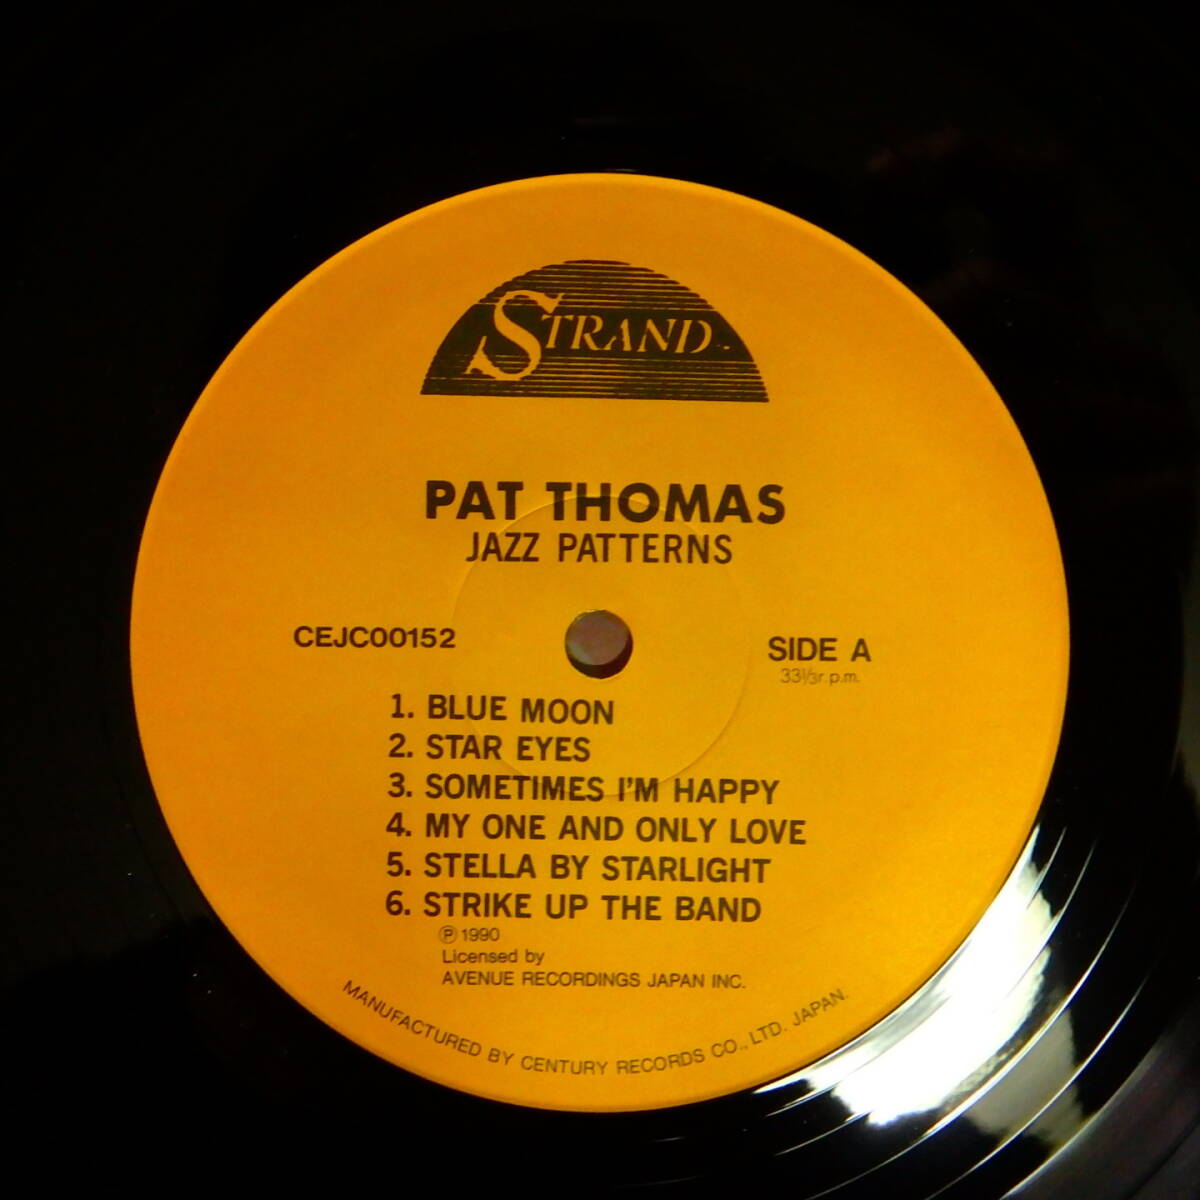 STRAND
PAT THOMAS
JAZZ PATTERNS
CEJC00152
SIDE A
33⅓r.p.m.
1. BLUE MOON
2. STAR EYES
3. SOMETIMES I'M HAPPY
4. MY ONE AND ONLY LOVE
5. STELLA BY STARLIGHT
6. STRIKE UP THE BAND
Ⓟ 1990
Licensed by
AVENUE RECORDINGS JAPAN INC.
MANUFACTURED BY CENTURY RECORDS CO., LTD. JAPAN.